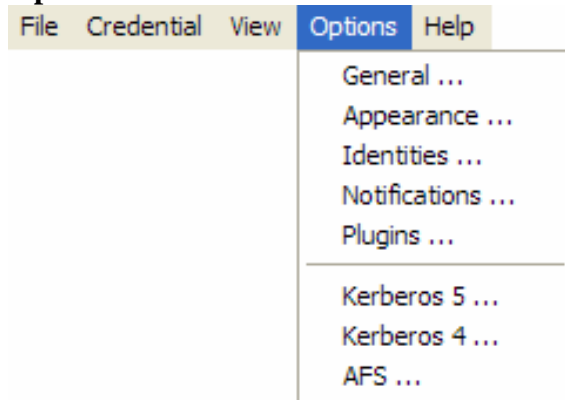 File Credential View Options Help
General ...
Appearance ...
Identities ...
Notifications ...
Plugins ...
Kerberos 5 ...
Kerberos 4 ...
AFS ...